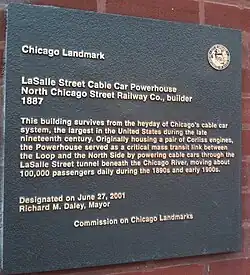 Chicago Landmark
LaSalle Street Cable Car Powerhouse
North Chicago Street Railway Co., builder
1887
This building survives from the heyday of Chicago's cable car
system, the largest in the United States during the late
nineteenth century. Originally housing a pair of Corliss engines,
the Powerhouse served as a critical mass transit link between
the Loop and the North Side by powering cable cars through the
LaSalle Street tunnel beneath the Chicago River, moving about
100,000 passengers daily during the 1890s and early 1900s.
Designated on June 27, 2001
Richard M. Daley, Mayor
Commission on Chicago Landmarks